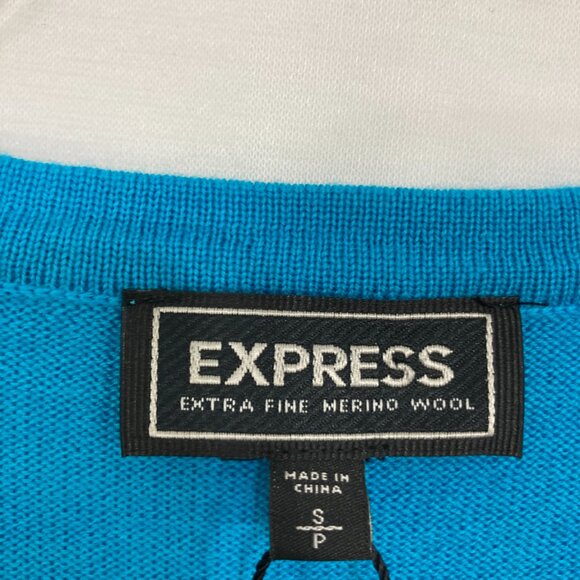 EXPRESS
EXTRA FINE MERINO WOOL
MADE IN
CHINA
S
P